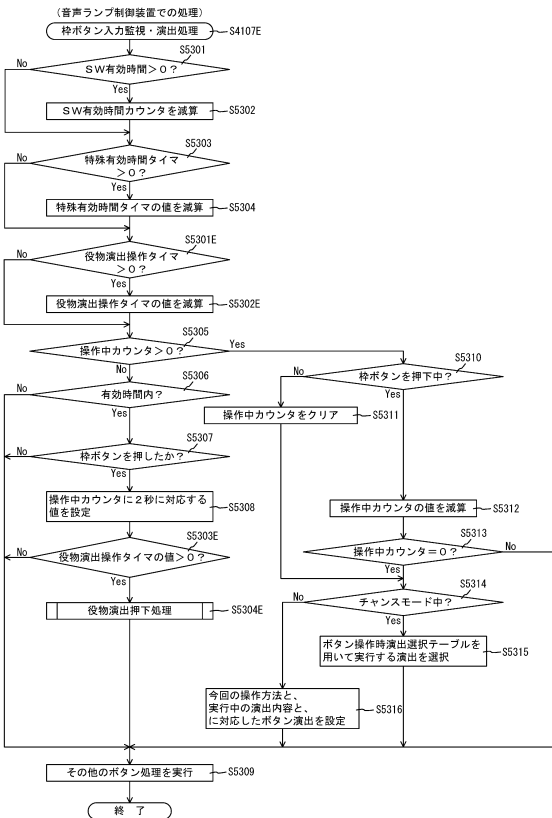 (音声ランプ制御装置での処理)
枠ボタン入力監視・演出処理
S4107E
S5301
SW有効時間>0?
No
Yes
SW有効時間カウンタを減算
S5302
S5303
特殊有効時間タイマ
>0?
No
Yes
特殊有効時間タイマの値を減算
S5304
S5301E
役物演出操作タイマ
>0?
No
Yes
役物演出操作タイマの値を減算
S5302E
S5305
操作中カウンタ>0?
Yes
No
S5306
有効時間内?
No
Yes
S5307
枠ボタンを押したか?
No
Yes
操作中カウンタに2秒に対応する
値を設定
S5308
S5303E
役物演出操作タイマの値>0?
No
Yes
役物演出押下処理
S5304E
S5310
枠ボタンを押下中?
No
Yes
操作中カウンタをクリア
S5311
操作中カウンタの値を減算
S5312
S5313
操作中カウンタ=0?
No
Yes
S5314
チャンスモード中?
No
Yes
ボタン操作時演出選択テーブルを
用いて実行する演出を選択
S5315
今回の操作方法と、
実行中の演出内容と、
に対応したボタン演出を設定
S5316
その他のボタン処理を実行
S5309
終 了